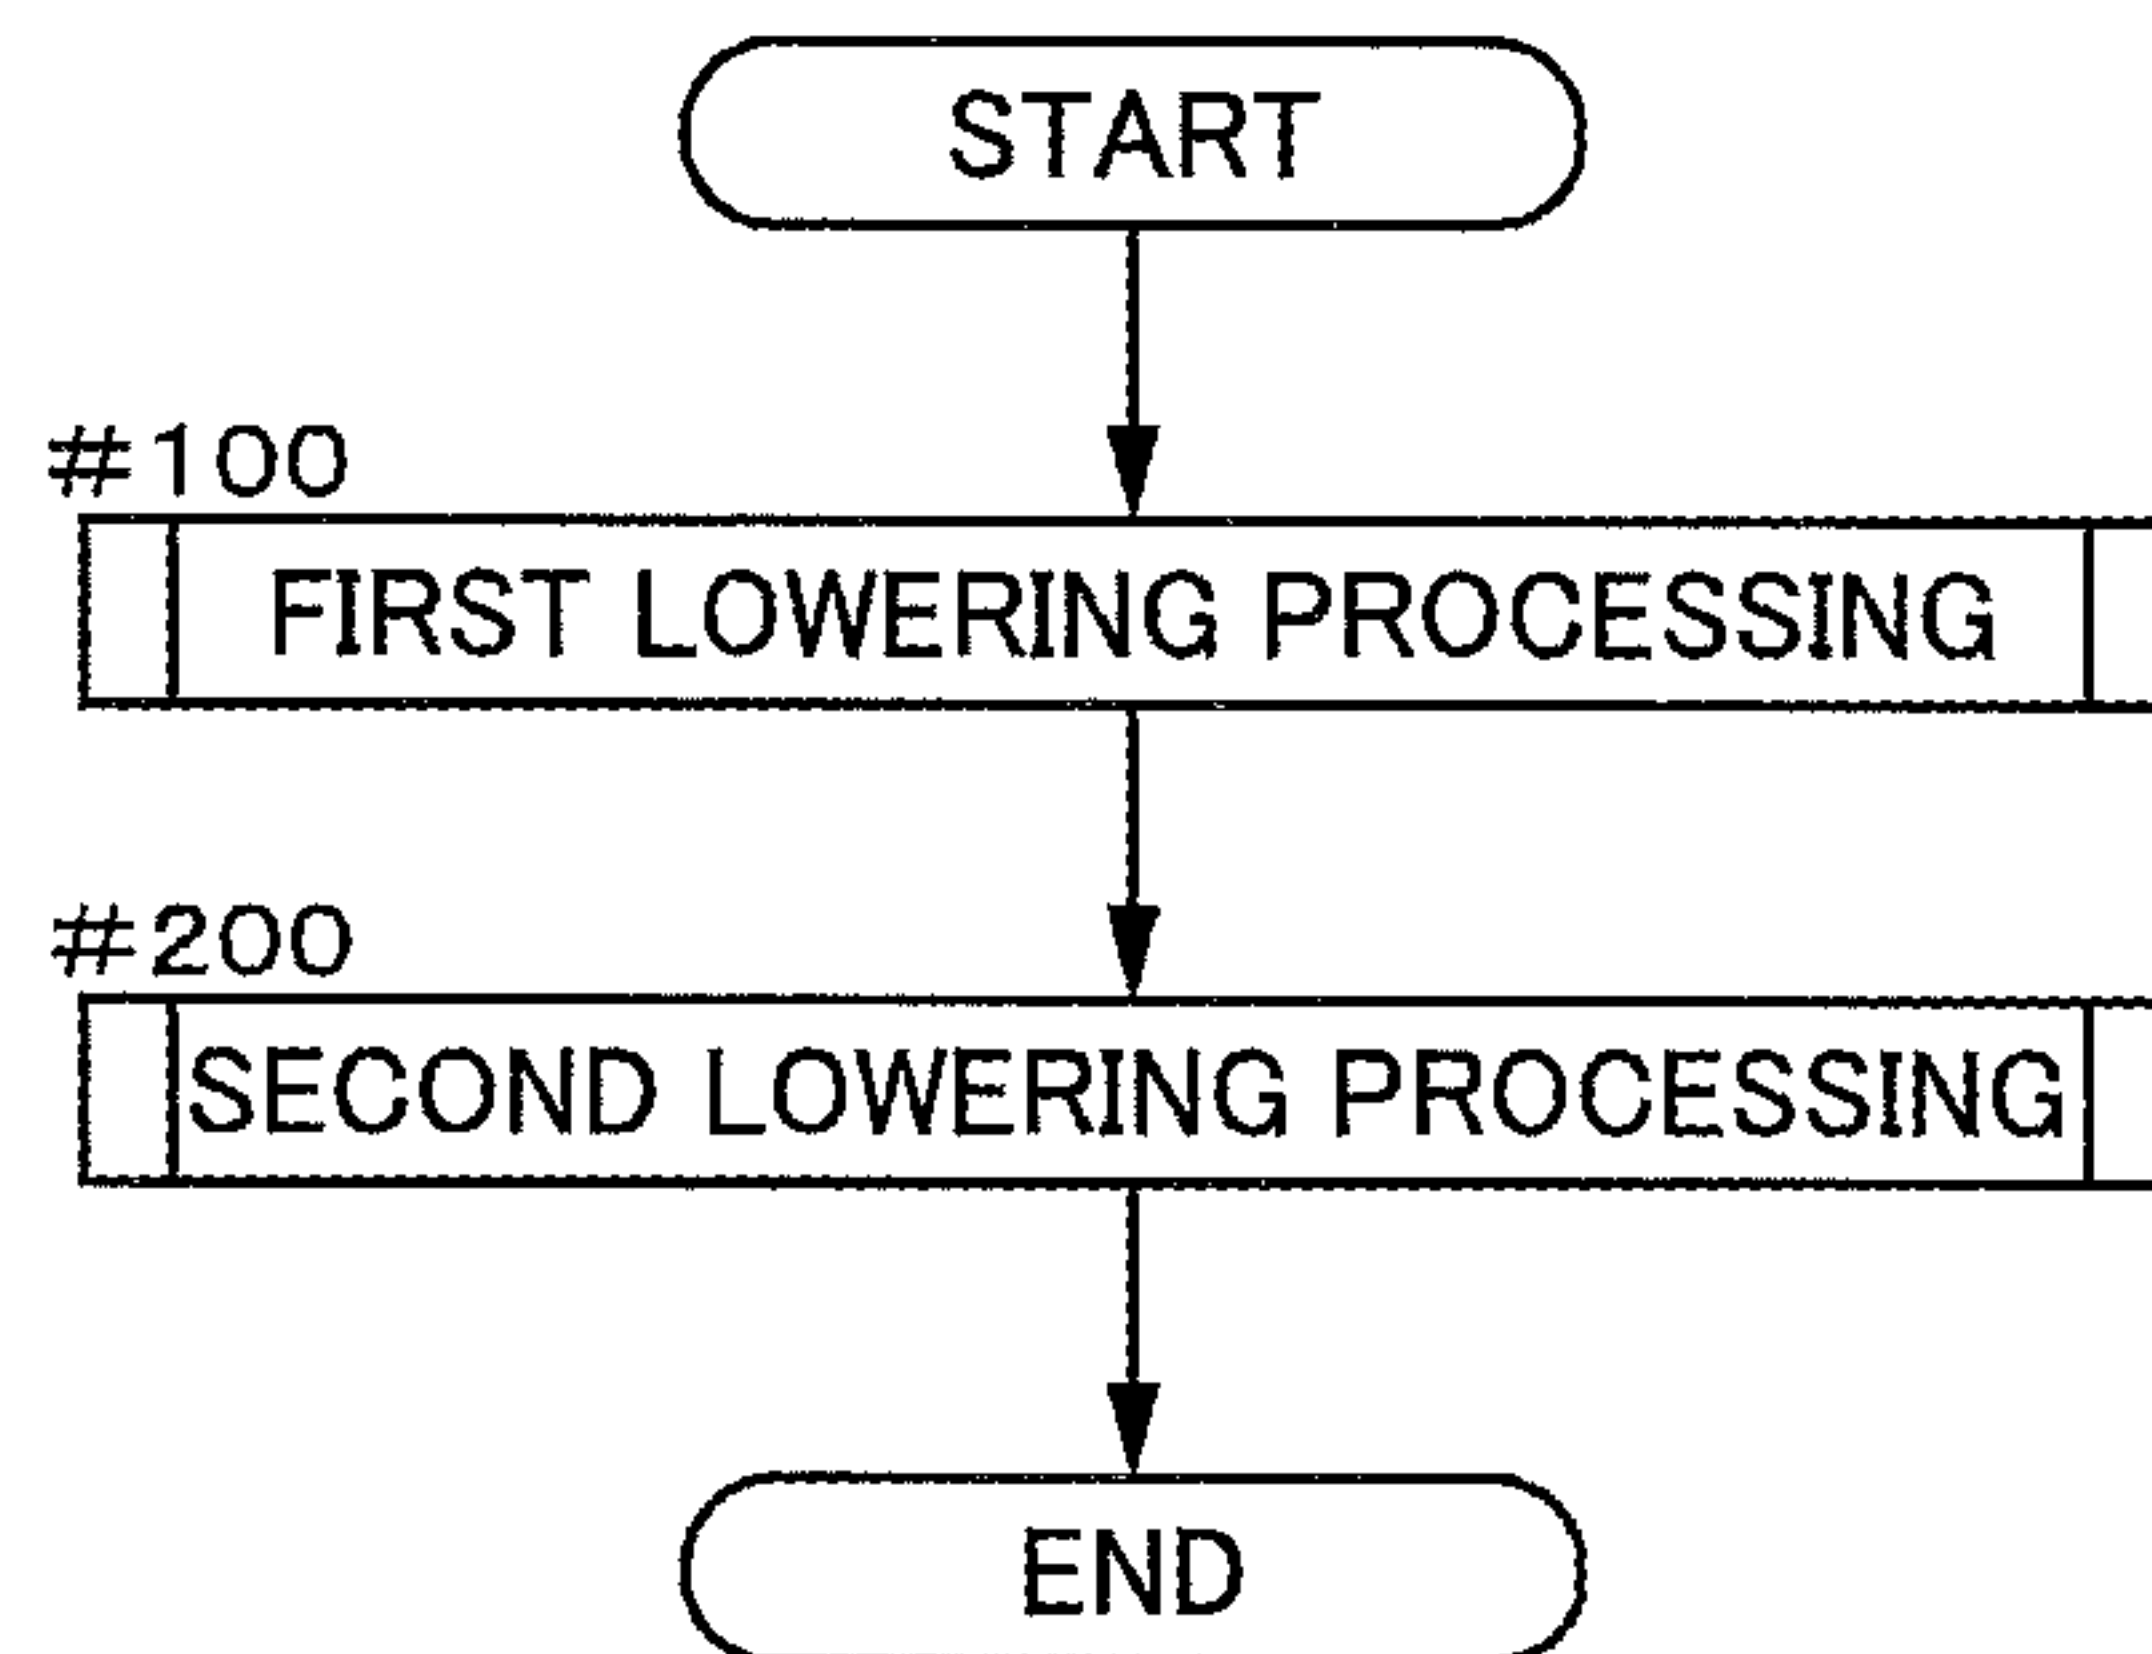 START
#100
FIRST LOWERING PROCESSING
#200
SECOND LOWERING PROCESSING
END